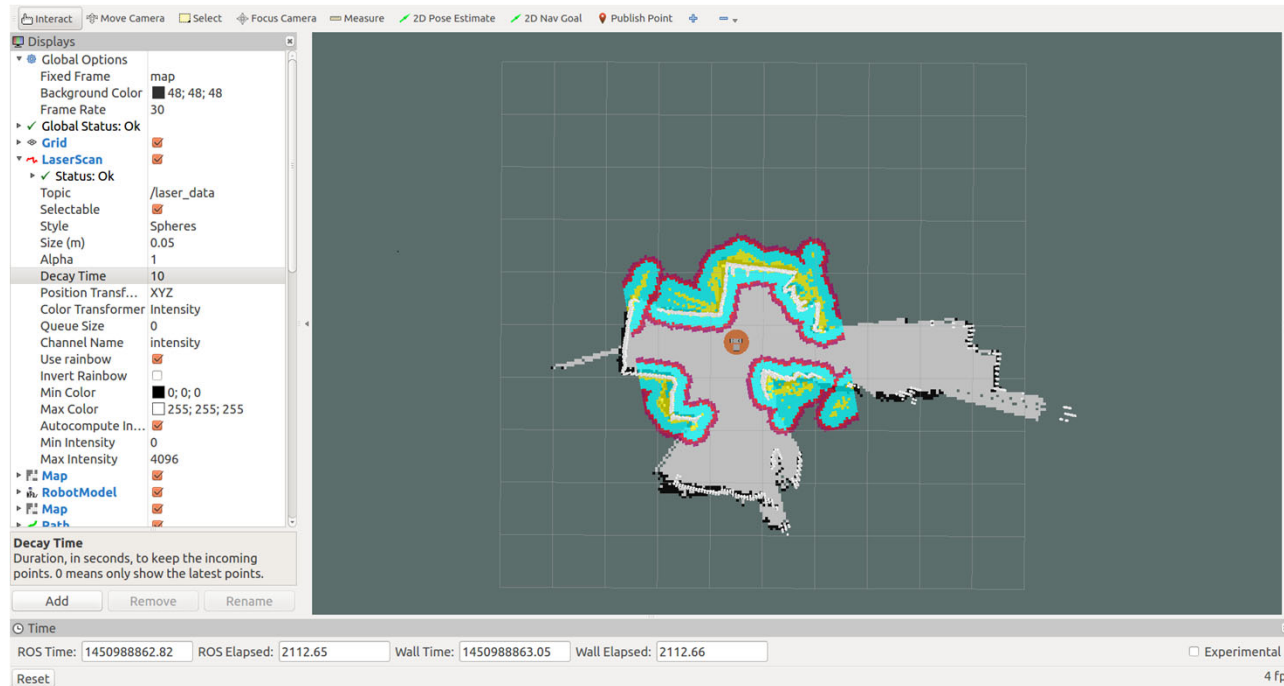 Interact Move Camera Select Focus Camera Measure 2D Pose Estimate 2D Nav Goal Publish Point
Displays
Global Options
Fixed Frame map
Background Color 48; 48; 48
Frame Rate 30
Global Status: Ok
Grid
LaserScan
Status: Ok
Topic /laser_data
Selectable
Style Spheres
Size (m) 0.05
Alpha 1
Decay Time 10
Position Transf... XYZ
Color Transformer Intensity
Queue Size 0
Channel Name intensity
Use rainbow
Invert Rainbow
Min Color 0; 0; 0
Max Color 255; 255; 255
Autocompute In...
Min Intensity 0
Max Intensity 4096
Map
RobotModel
Map
Path
Decay Time
Duration, in seconds, to keep the incoming
points. 0 means only show the latest points.
Add Remove Rename
Time
ROS Time: 1450988862.82 ROS Elapsed: 2112.65 Wall Time: 1450988863.05 Wall Elapsed: 2112.66 Experimental
Reset 4 fp